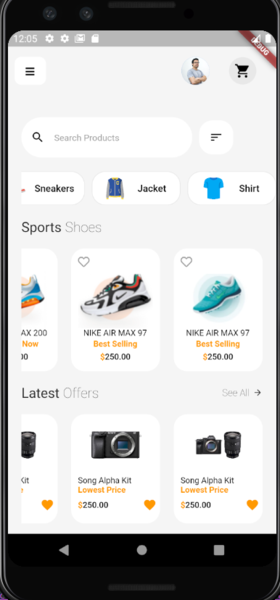 12:05
DEBUG
Search Products
Sneakers Jacket Shirt
Sports Shoes
AX 200 NIKE AIR MAX 97 NIKE AIR MAX 97
Now Best Selling Best Selling
00 $250.00 $250.00
Latest Offers See All
Kit Song Alpha Kit Song Alpha Kit
Lowest Price Lowest Price
$250.00 $250.00